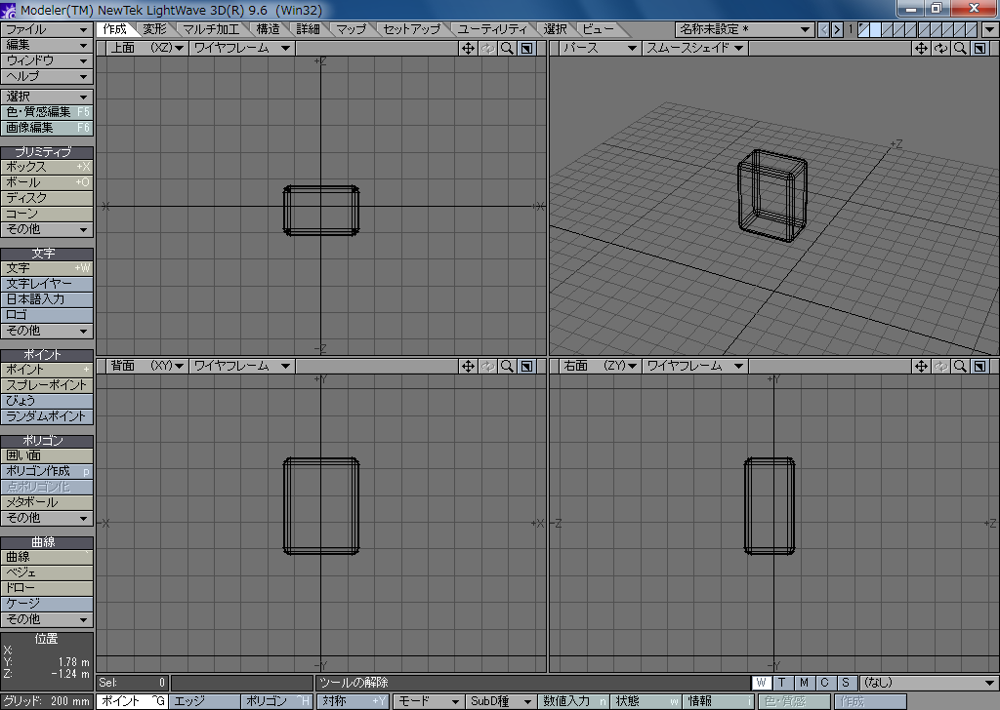 Modeler(TM) NewTek LightWave 3D(R) 9.6 (Win32)
ファイル
編集
ウィンドウ
ヘルプ
作成 変形 マルチ加工 構造 詳細 マップ セットアップ ユーティリティ 選択 ビュー
名称未設定 *
< > 1
選択
色・質感編集 F5
画像編集 F6
プリミティブ
ボックス +X
ボール +O
ディスク
コーン
その他
文字
文字 +W
文字レイヤー
日本語入力
ロゴ
その他
ポイント
ポイント +
スプレーポイント
びょう
ランダムポイント
ポリゴン
囲い面
ポリゴン作成 p
点ポリゴン化
メタボール
その他
曲線
曲線
ベジェ
ドロー
ケージ
その他
上面 (XZ) ワイヤフレーム
+Z
-X
+X
-Z
パース スムースシェイド
+Z
背面 (XY) ワイヤフレーム
+Y
-X
+X
-Y
右面 (ZY) ワイヤフレーム
+Y
-Z
+Z
-Y
位置
X:
Y: 1.78 m
Z: -1.24 m
グリッド: 200 mm
Sel: 0
ツールの解除
W T M C S (なし)
ポイント ^G エッジ ポリゴン ^H 対称 +Y モード SubD種 数値入力 n 状態 w 情報 i 色・質感 作成